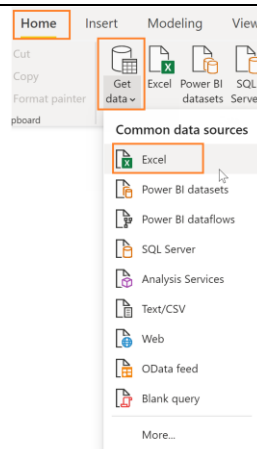 Home Insert Modeling View
Cut
Copy
Format painter
pboard
Get data
Excel
Power BI datasets
SQL Serve
Common data sources
Excel
Power BI datasets
Power BI dataflows
SQL Server
Analysis Services
Text/CSV
Web
OData feed
Blank query
More...